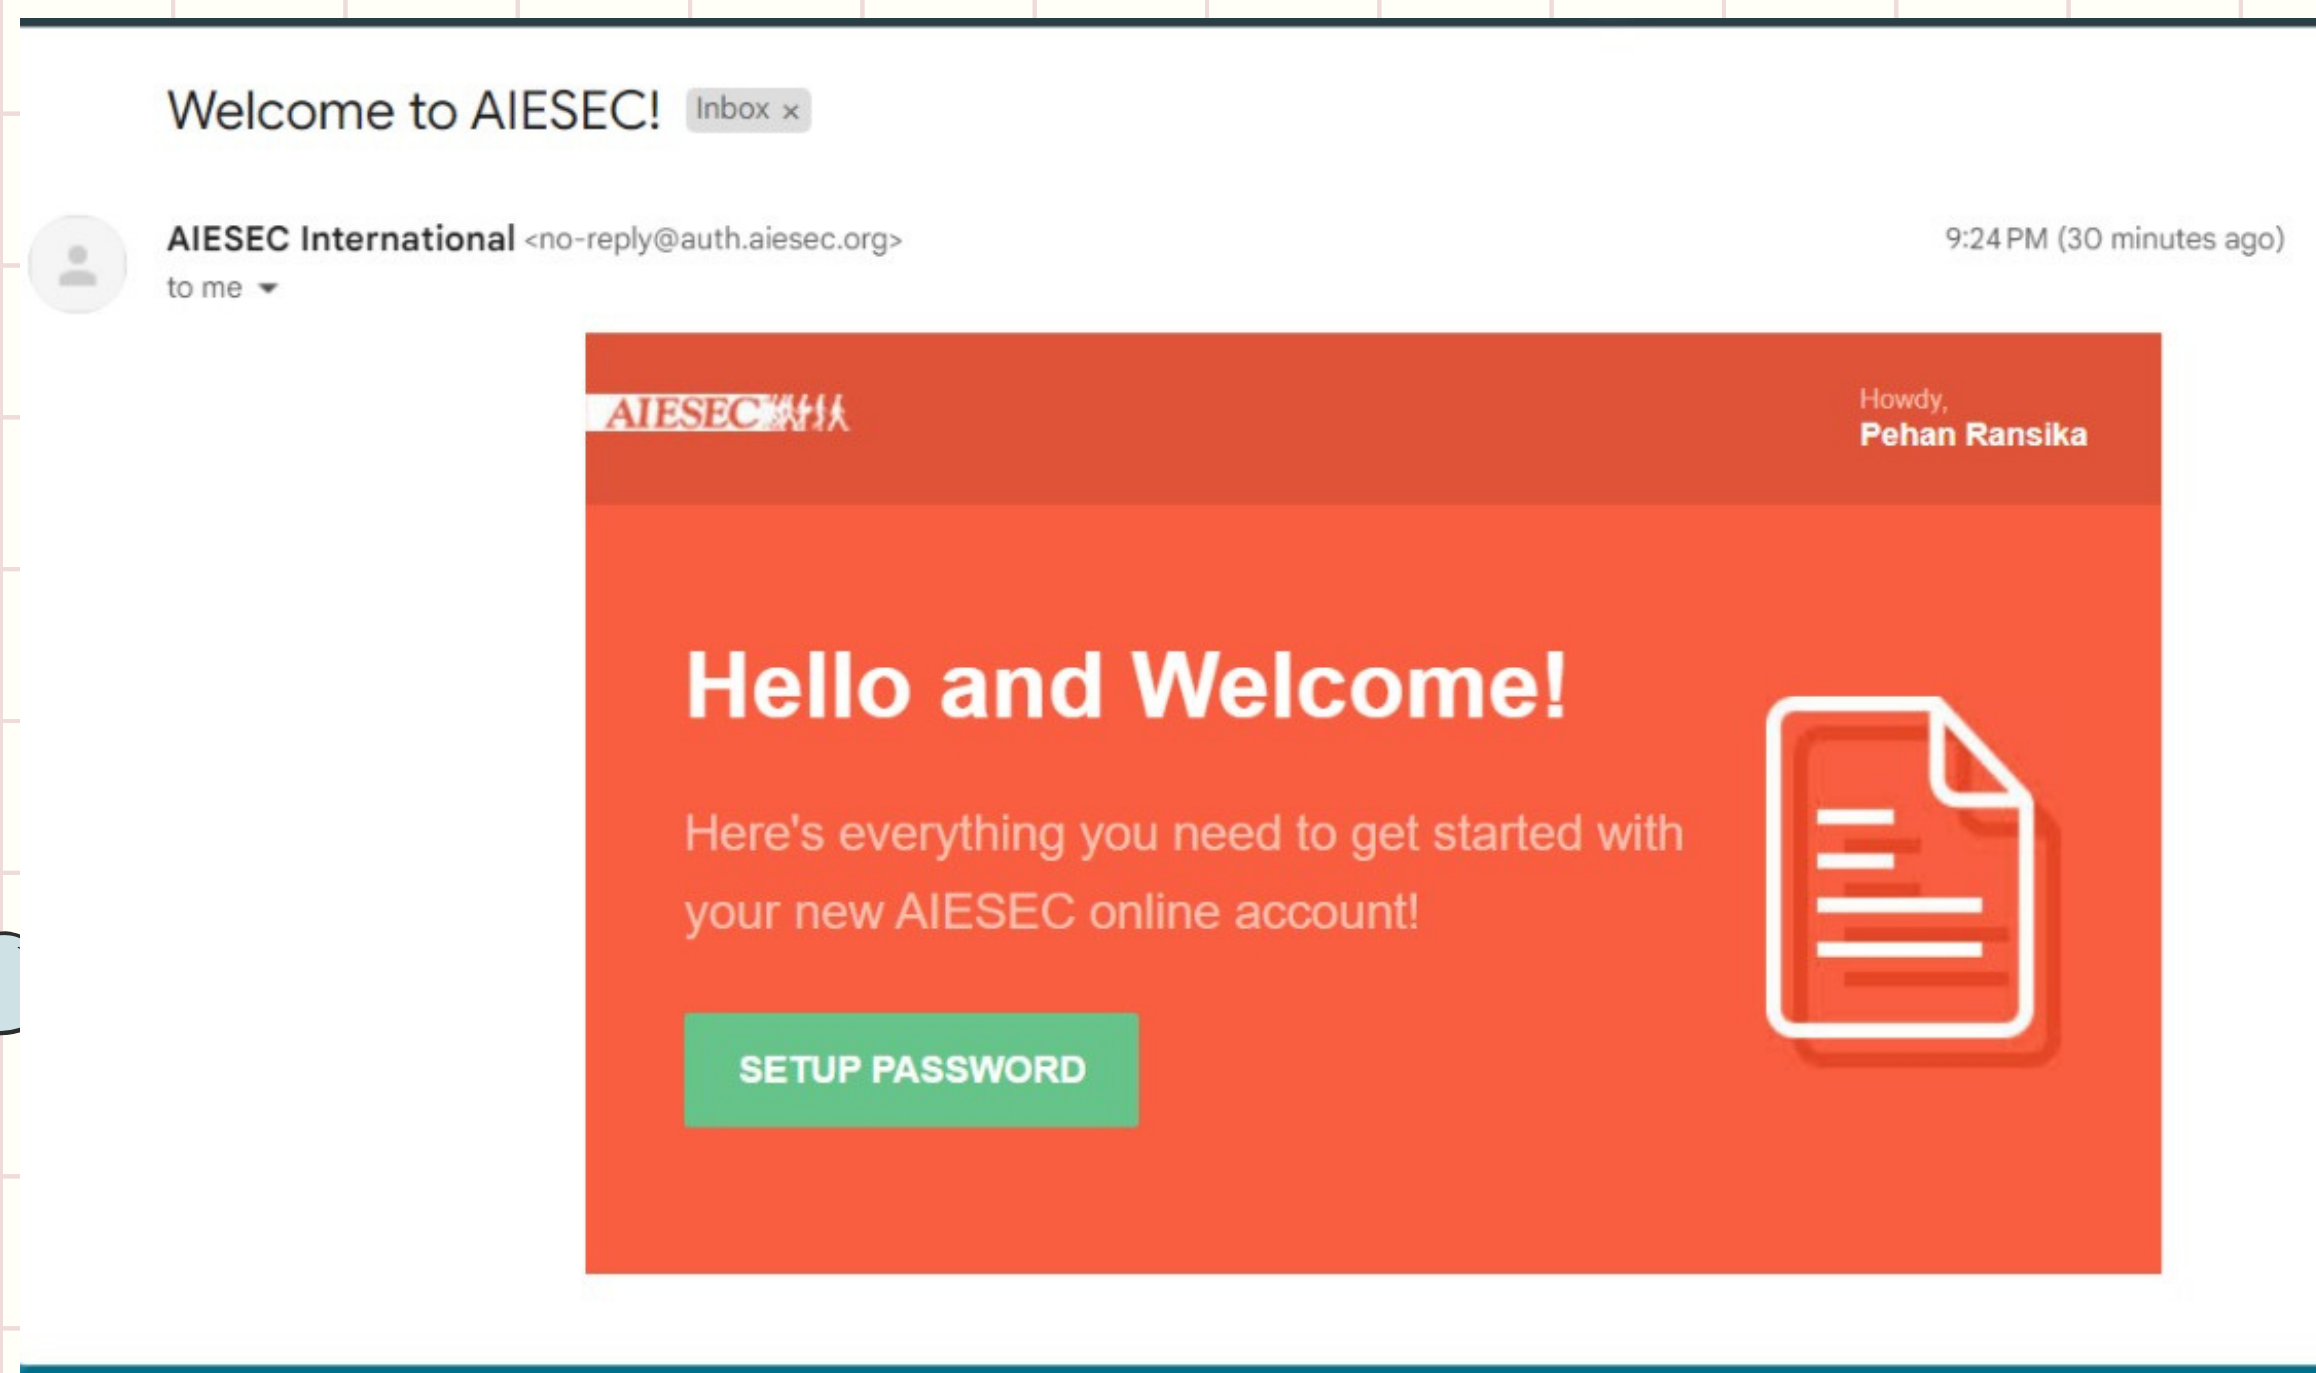 Welcome to AIESEC! Inbox ×
AIESEC International <no-reply@auth.aiesec.org> 9:24 PM (30 minutes ago)
to me
AIESEC
Howdy,
Pehan Ransika
Hello and Welcome!
Here's everything you need to get started with
your new AIESEC online account!
SETUP PASSWORD